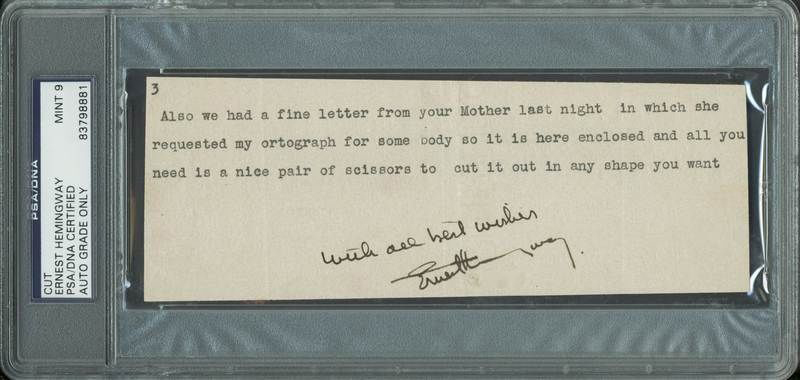 PSA/DNA
CUT
ERNEST HEMINGWAY
PSA/DNA CERTIFIED
AUTO GRADE ONLY
MINT 9
83798881
3
Also we had a fine letter from your Mother last night in which she
requested my ortograph for some body so it is here enclosed and all you
need is a nice pair of scissors to cut it out in any shape you want
with all best wishes
Ernest Hemingway.